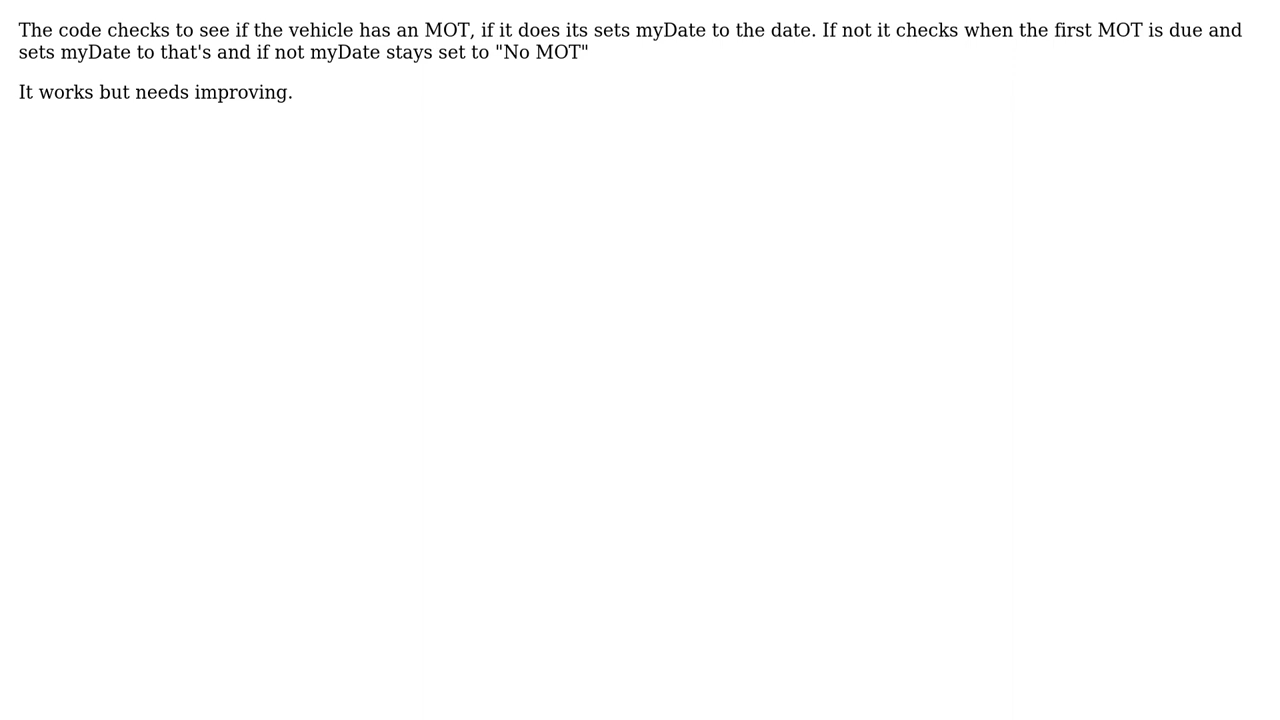 The code checks to see if the vehicle has an MOT, if it does its sets myDate to the date. If not it checks when the first MOT is due and
sets myDate to that's and if not myDate stays set to "No MOT"
It works but needs improving.